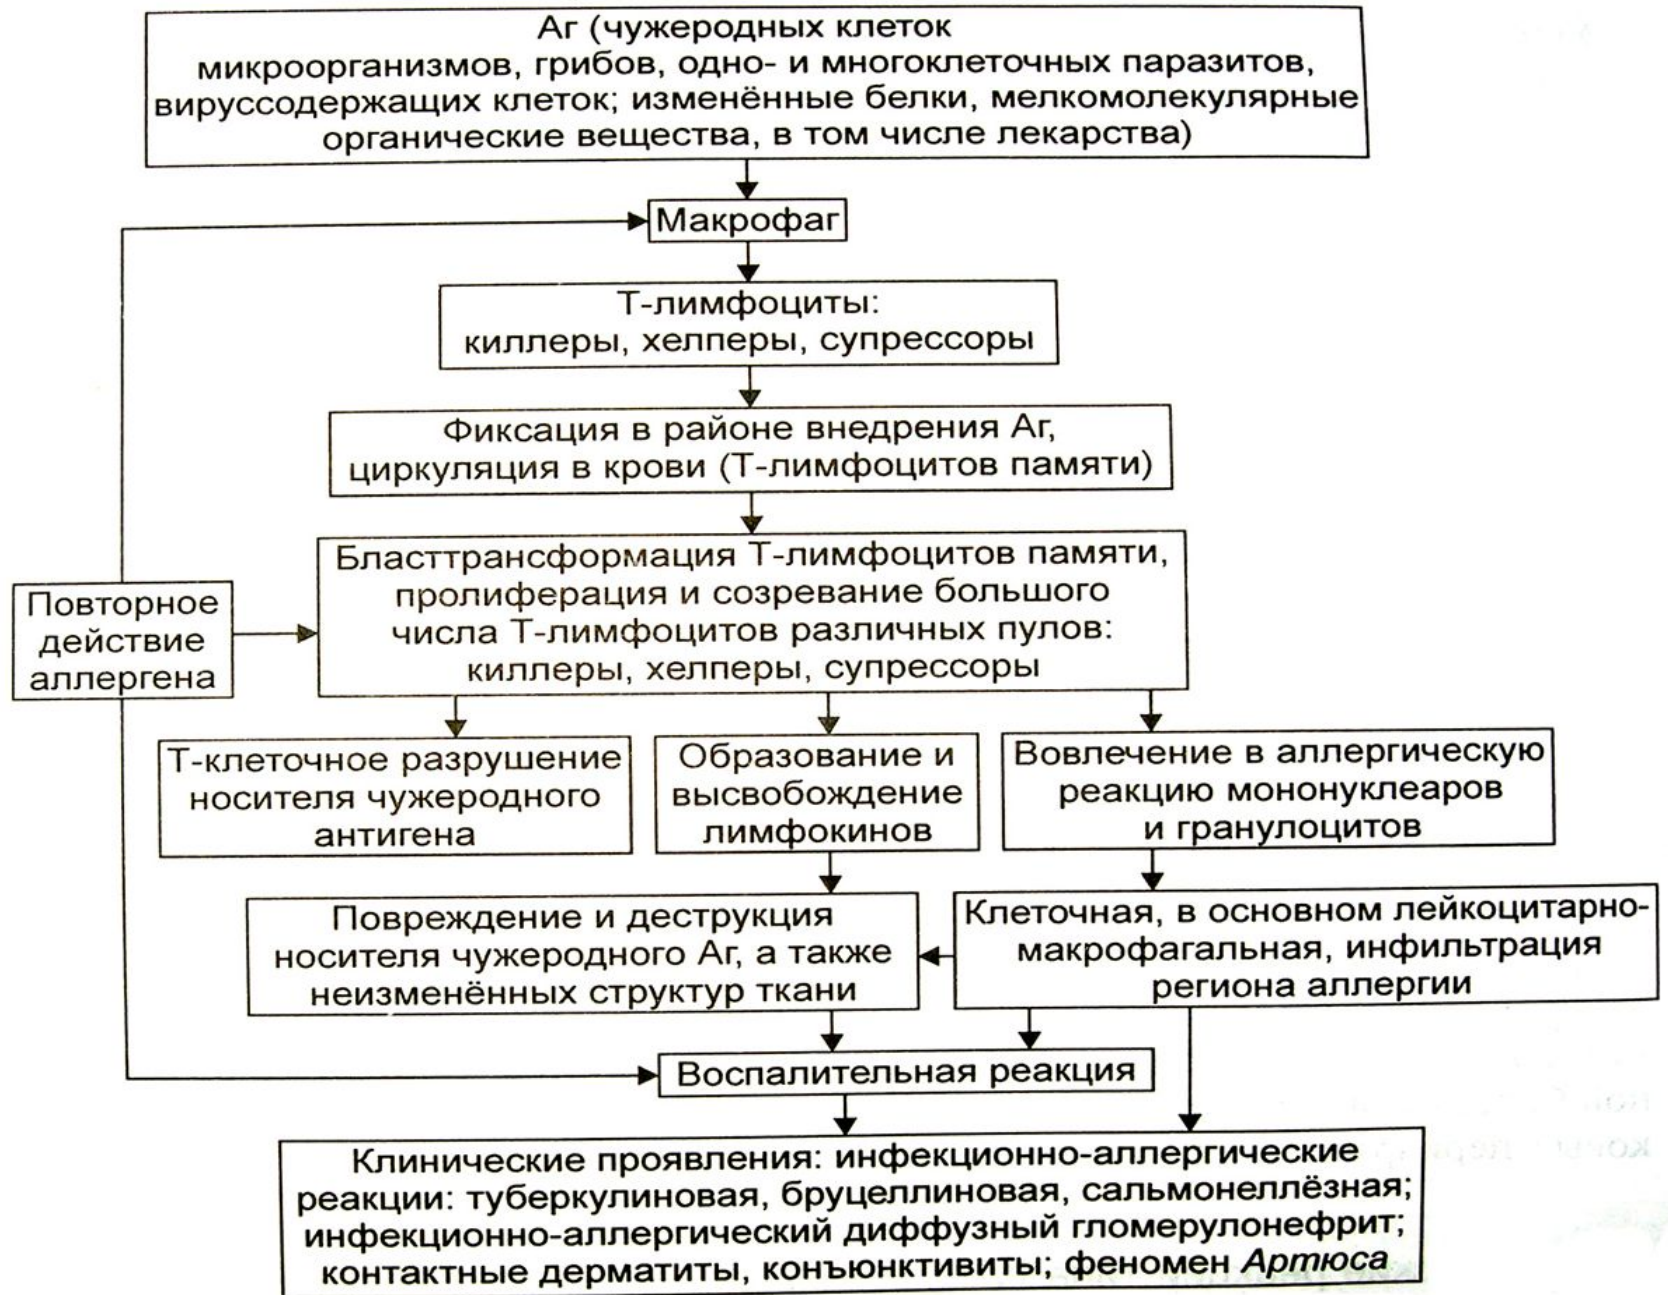 Аг (чужеродных клеток
микроорганизмов, грибов, одно- и многоклеточных паразитов,
вируссодержащих клеток; изменённые белки, мелкомолекулярные
органические вещества, в том числе лекарства)
Макрофаг
Т-лимфоциты:
киллеры, хелперы, супрессоры
Фиксация в районе внедрения Аг,
циркуляция в крови (Т-лимфоцитов памяти)
Повторное
действие
аллергена
Бласттрансформация Т-лимфоцитов памяти,
пролиферация и созревание большого
числа Т-лимфоцитов различных пулов:
киллеры, хелперы, супрессоры
Т-клеточное разрушение
носителя чужеродного
антигена
Образование и
высвобождение
лимфокинов
Вовлечение в аллергическую
реакцию мононуклеаров
и гранулоцитов
Повреждение и деструкция
носителя чужеродного Аг, а также
неизменённых структур ткани
Клеточная, в основном лейкоцитарно-
макрофагальная, инфильтрация
региона аллергии
Воспалительная реакция
Клинические проявления: инфекционно-аллергические
реакции: туберкулиновая, бруцеллиновая, сальмонеллёзная;
инфекционно-аллергический диффузный гломерулонефрит;
контактные дерматиты, конъюнктивиты; феномен Артюса